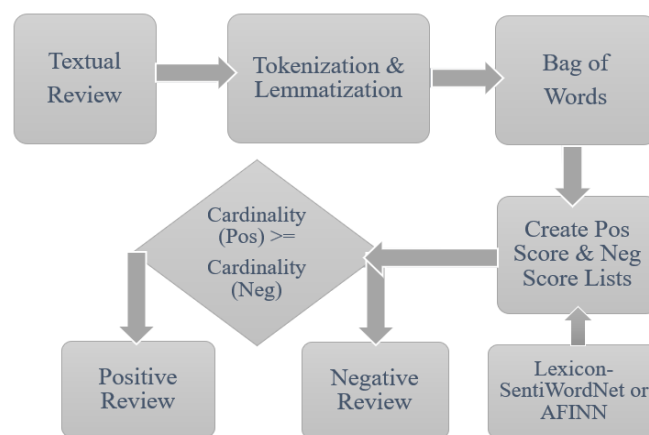 Textual
Review
Tokenization &
Lemmatization
Bag of
Words
Cardinality
(Pos) >=
Cardinality
(Neg)
Create Pos
Score & Neg
Score Lists
Positive
Review
Negative
Review
Lexicon-
SentiWordNet or
AFINN